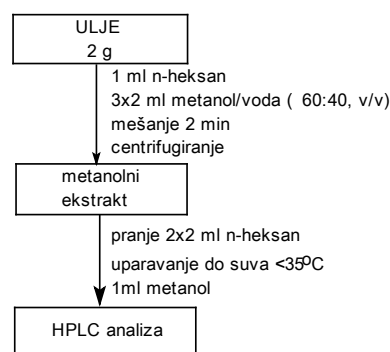 ULJE
2 g
1 ml n-heksan
3x2 ml metanol/voda ( 60:40, v/v)
mešanje 2 min
centrifugiranje
metanolni
ekstrakt
pranje 2x2 ml n-heksan
uparavanje do suva <35ºC
1ml metanol
HPLC analiza